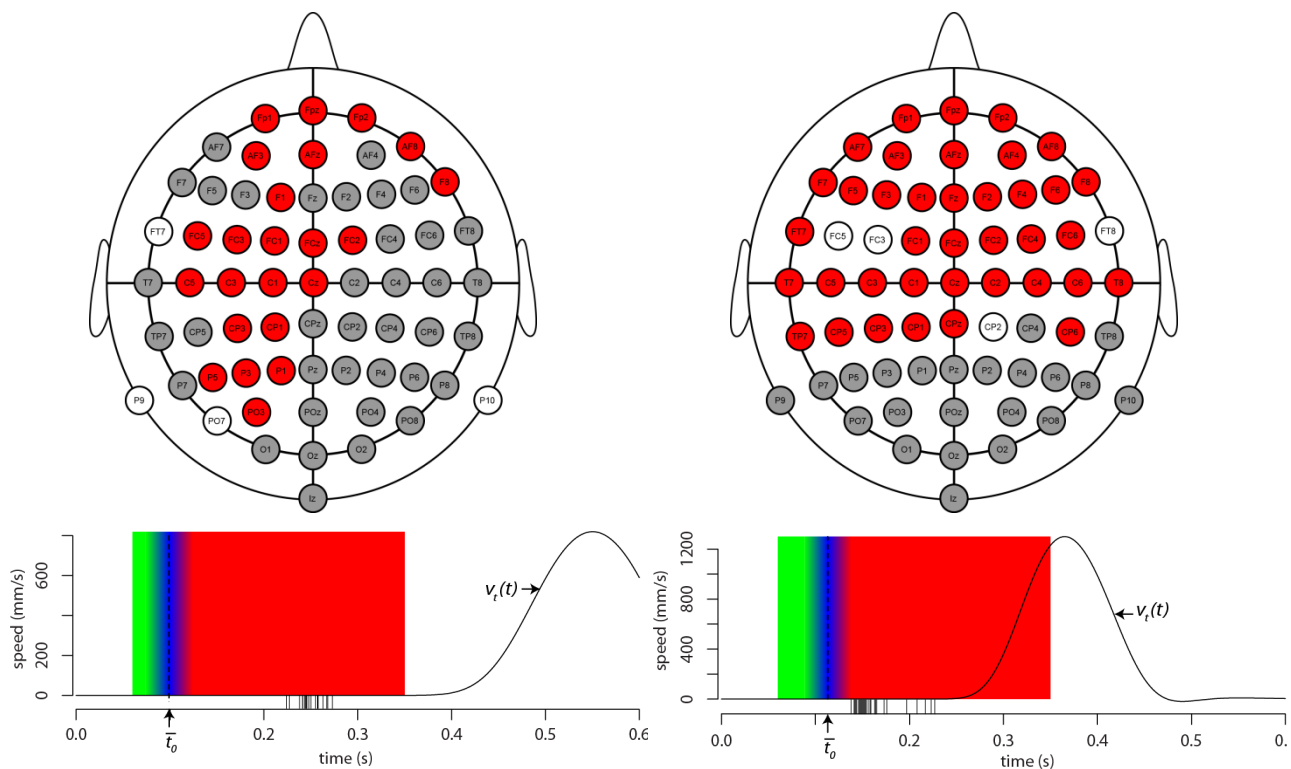 Fp1 Fpz Fp2
AF7 AF3 AFz AF4 AF8
F7 F5 F3 F1 Fz F2 F4 F6 F8
FT7 FC5 FC3 FC1 FCz FC2 FC4 FC6 FT8
T7 C5 C3 C1 Cz C2 C4 C6 T8
TP7 CP5 CP3 CP1 CPz CP2 CP4 CP6 TP8
P7 P5 P3 P1 Pz P2 P4 P6 P8
P9 P10
PO7 PO3 POz PO4 PO8
O1 Oz O2
Iz
speed (mm/s)
600
200
0
v_t(t)
0.0 0.2 0.3 0.4 0.5 0.6
t̄_0
time (s)
Fp1 Fpz Fp2
AF7 AF3 AFz AF4 AF8
F7 F5 F3 F1 Fz F2 F4 F6 F8
FT7 FC5 FC3 FC1 FCz FC2 FC4 FC6 FT8
T7 C5 C3 C1 Cz C2 C4 C6 T8
TP7 CP5 CP3 CP1 CPz CP2 CP4 CP6 TP8
P7 P5 P3 P1 Pz P2 P4 P6 P8
P9 P10
PO7 PO3 POz PO4 PO8
O1 Oz O2
Iz
speed (mm/s)
1200
800
400
0
v_t(t)
0.0 0.2 0.3 0.4 0.5 0.
t̄_0
time (s)